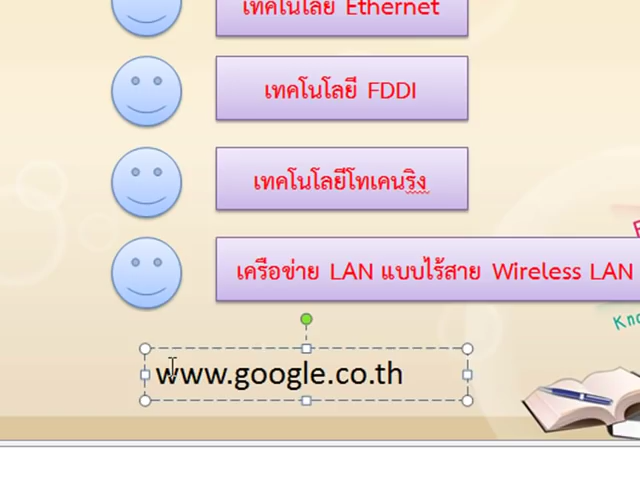 เทคโนโลยี Ethernet
เทคโนโลยี FDDI
เทคโนโลยีโทเคนริง
เครือข่าย LAN แบบไร้สาย Wireless LAN
www.google.co.th